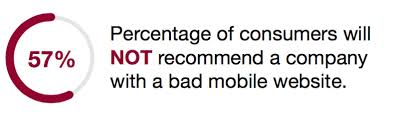 57%
Percentage of consumers will
NOT recommend a company
with a bad mobile website.